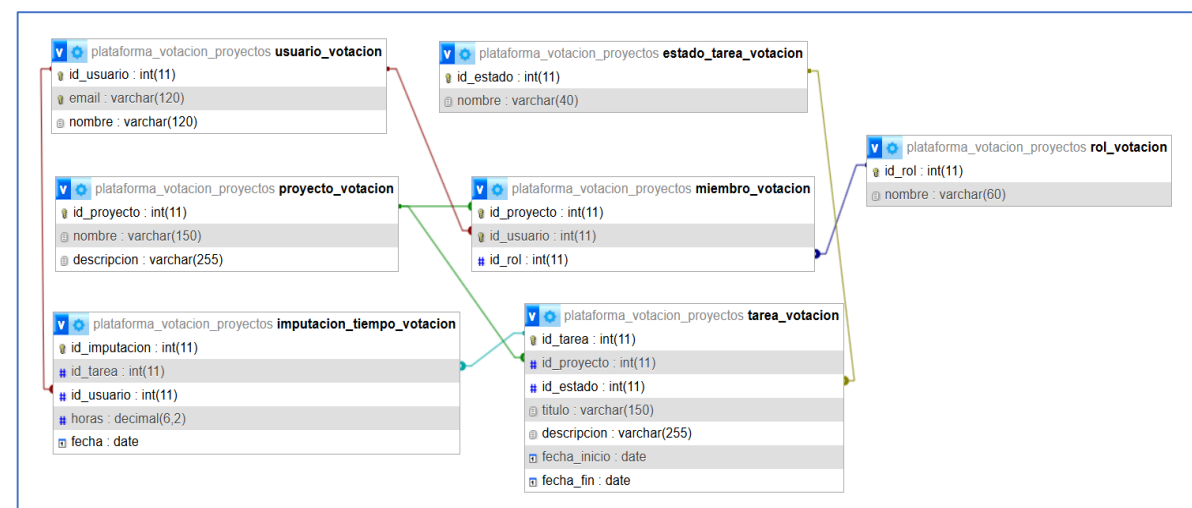 plataforma_votacion_proyectos usuario_votacion
id_usuario : int(11)
email : varchar(120)
nombre : varchar(120)
plataforma_votacion_proyectos estado_tarea_votacion
id_estado : int(11)
nombre : varchar(40)
plataforma_votacion_proyectos rol_votacion
id_rol : int(11)
nombre : varchar(60)
plataforma_votacion_proyectos proyecto_votacion
id_proyecto : int(11)
nombre : varchar(150)
descripcion : varchar(255)
plataforma_votacion_proyectos miembro_votacion
id_proyecto : int(11)
id_usuario : int(11)
id_rol : int(11)
plataforma_votacion_proyectos imputacion_tiempo_votacion
id_imputacion : int(11)
id_tarea : int(11)
id_usuario : int(11)
horas : decimal(6,2)
fecha : date
plataforma_votacion_proyectos tarea_votacion
id_tarea : int(11)
id_proyecto : int(11)
id_estado : int(11)
titulo : varchar(150)
descripcion : varchar(255)
fecha_inicio : date
fecha_fin : date